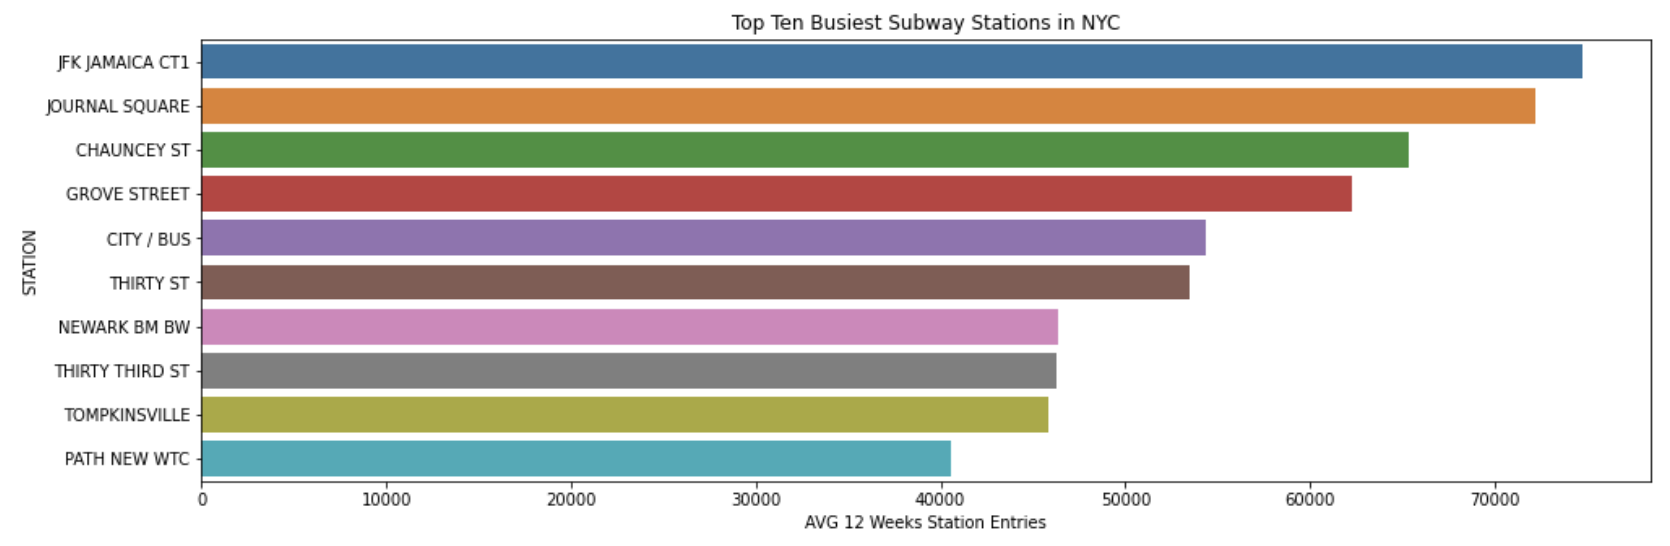 Top Ten Busiest Subway Stations in NYC
STATION
JFK JAMAICA CT1
JOURNAL SQUARE
CHAUNCEY ST
GROVE STREET
CITY / BUS
THIRTY ST
NEWARK BM BW
THIRTY THIRD ST
TOMPKINSVILLE
PATH NEW WTC
0 10000 20000 30000 40000 50000 60000 70000
AVG 12 Weeks Station Entries